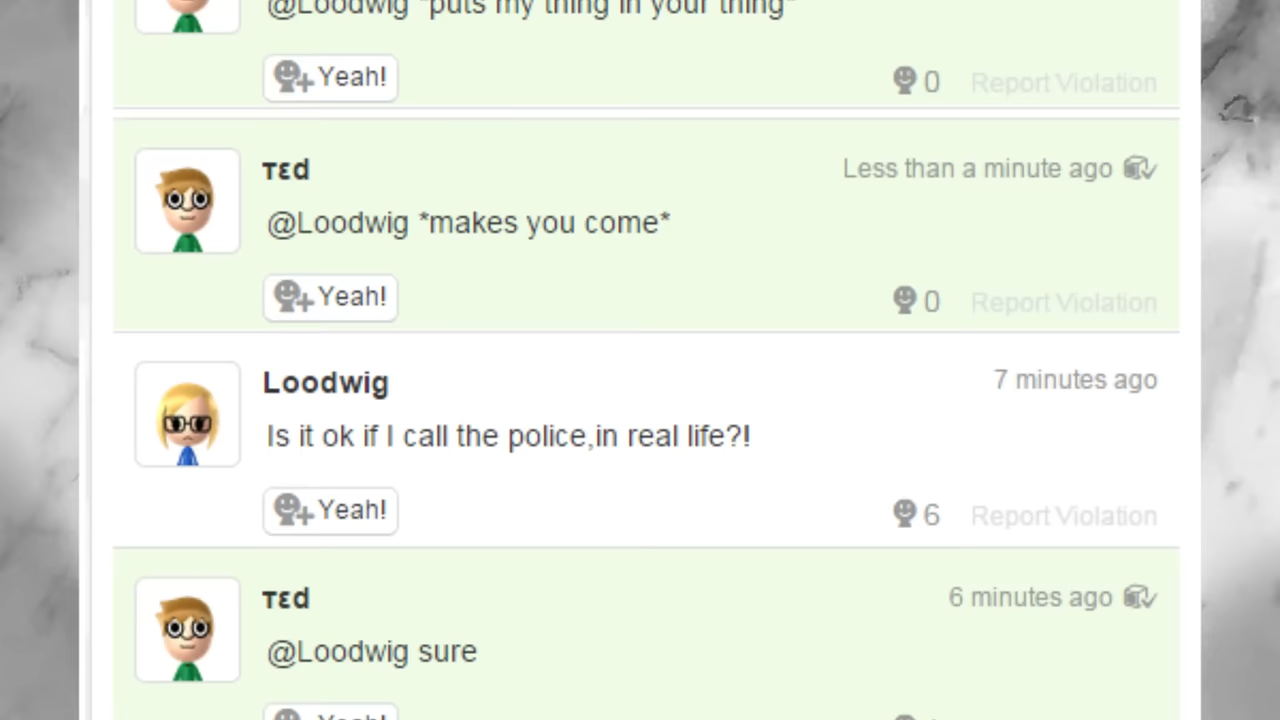 @Loodwig *puts my thing in your thing*
Yeah!
0 Report Violation
τεd
Less than a minute ago
@Loodwig *makes you come*
Yeah!
0 Report Violation
Loodwig
7 minutes ago
Is it ok if I call the police,in real life?!
Yeah!
6 Report Violation
τεd
6 minutes ago
@Loodwig sure
Yeah!